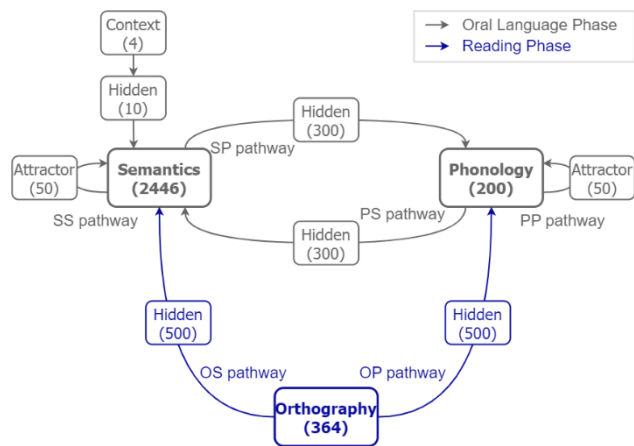 Context
(4)
Oral Language Phase
Reading Phase
Hidden
(10)
Hidden
(300)
SP pathway
Attractor
(50)
Semantics
(2446)
Phonology
(200)
Attractor
(50)
SS pathway
PS pathway
PP pathway
Hidden
(300)
Hidden
(500)
Hidden
(500)
OS pathway
OP pathway
Orthography
(364)